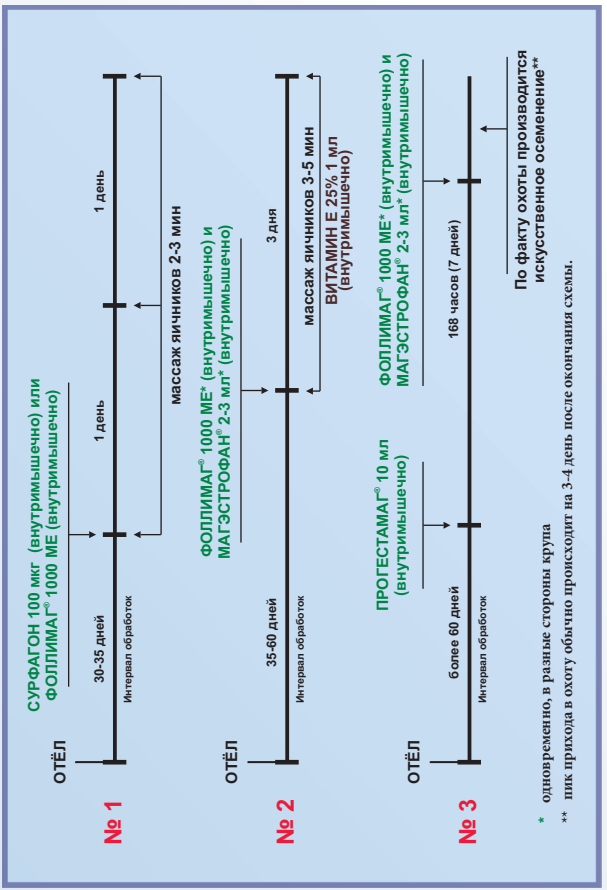 СУРФАГОН 100 мкг (внутримышечно) или
ФОЛЛИМАГ® 1000 МЕ (внутримышечно)
ОТЁЛ
№ 1
30-35 дней
Интервал обработок
1 день
1 день
массаж яичников 2-3 мин
ФОЛЛИМАГ® 1000 МЕ* (внутримышечно) и
МАГЭСТРОФАН® 2-3 мл* (внутримышечно)
ОТЁЛ
№ 2
35-60 дней
Интервал обработок
3 дня
массаж яичников 3-5 мин
ВИТАМИН Е 25% 1 мл
(внутримышечно)
ПРОГЕСТАМАГ® 10 мл
(внутримышечно)
ФОЛЛИМАГ® 1000 МЕ* (внутримышечно) и
МАГЭСТРОФАН® 2-3 мл* (внутримышечно)
ОТЁЛ
№ 3
более 60 дней
Интервал обработок
168 часов (7 дней)
По факту охоты производится
искусственное осеменение**
* одновременно, в разные стороны крупа
** пик прихода в охоту обычно происходит на 3-4 день после окончания схемы.